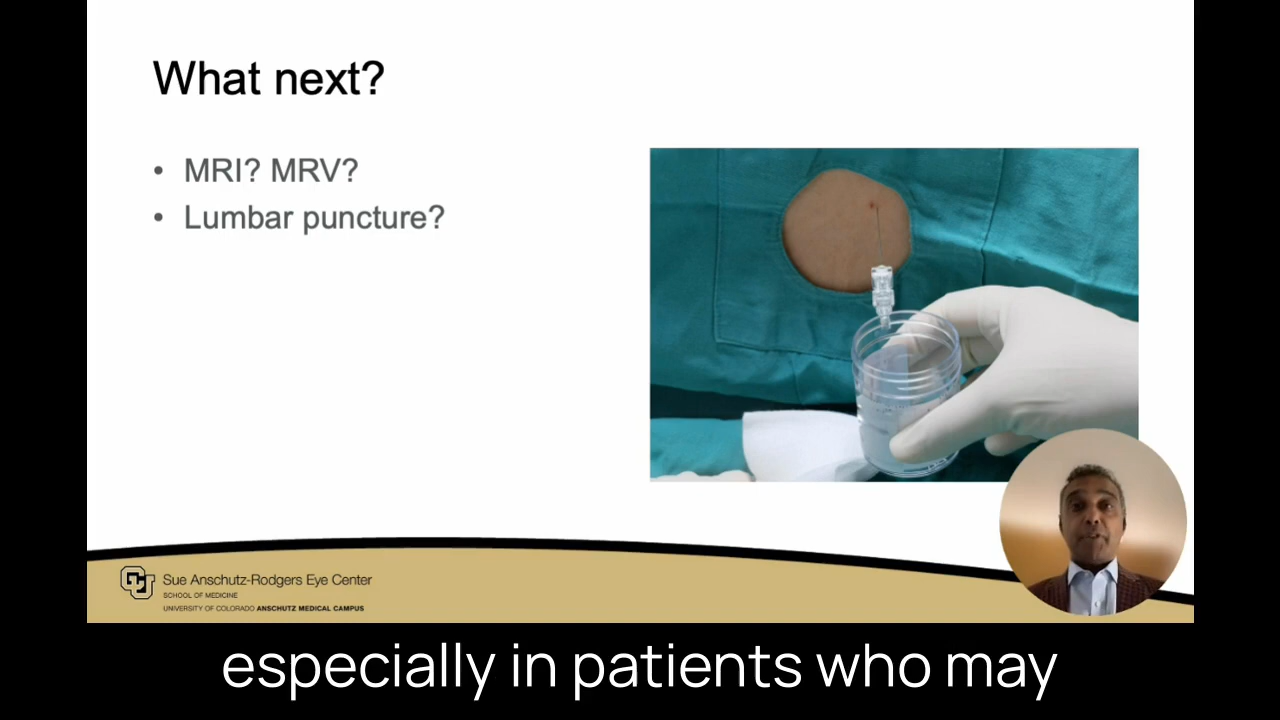 What next?
• MRI? MRV?
• Lumbar puncture?
CU Sue Anschutz-Rodgers Eye Center
SCHOOL OF MEDICINE
UNIVERSITY OF COLORADO ANSCHUTZ MEDICAL CAMPUS
especially in patients who may